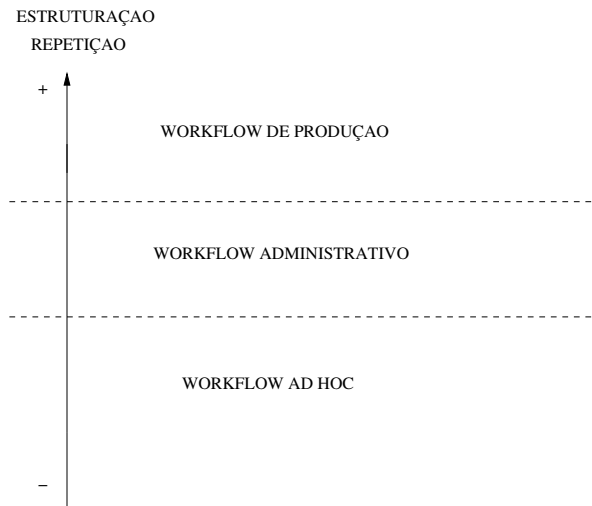 ESTRUTURAÇAO
REPETIÇAO
+
WORKFLOW DE PRODUÇAO
WORKFLOW ADMINISTRATIVO
WORKFLOW AD HOC
−